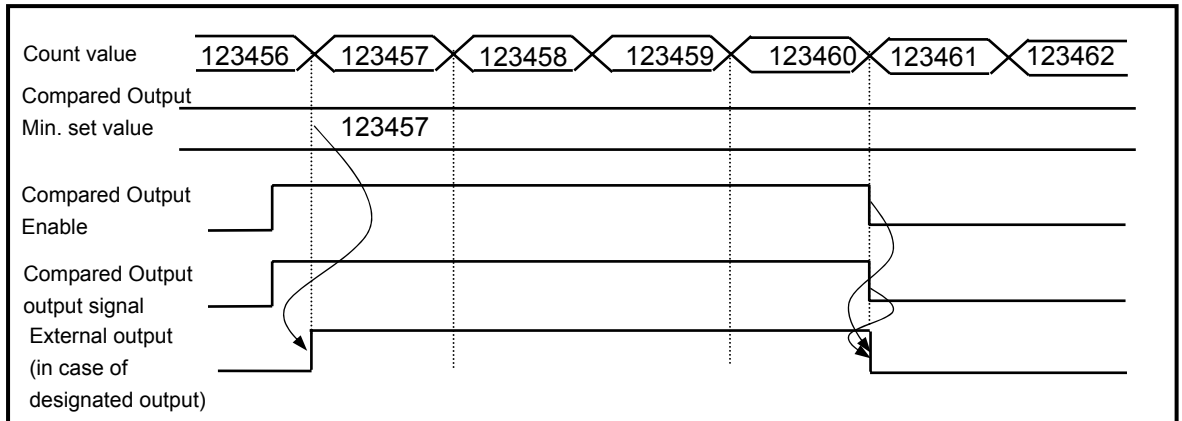 Count value 123456 123457 123458 123459 123460 123461 123462
Compared Output
Min. set value 123457
Compared Output
Enable
Compared Output
output signal
External output
(in case of
designated output)